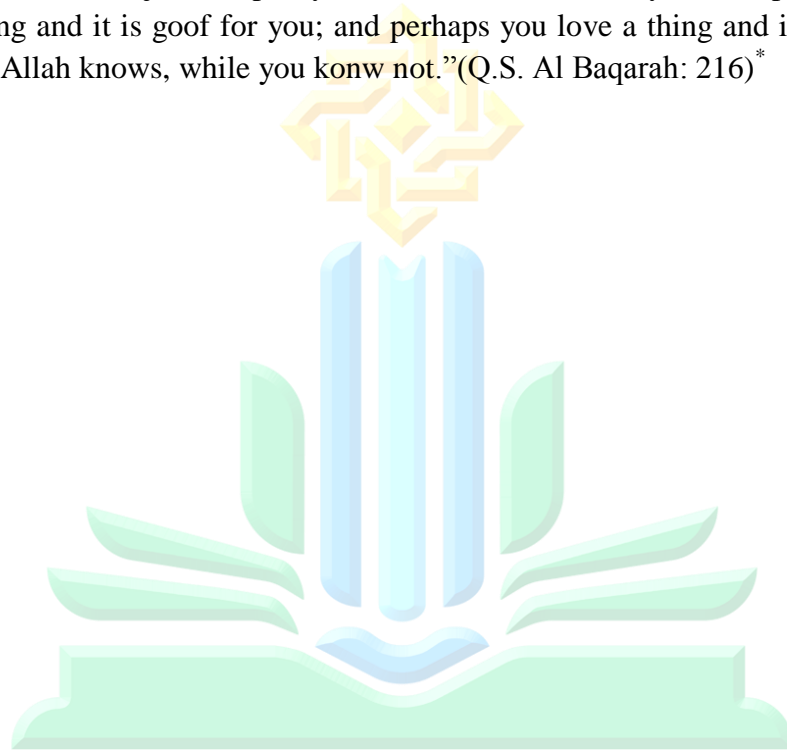 ng and it is goof for you; and perhaps you love a thing and i
Allah knows, while you konw not.”(Q.S. Al Baqarah: 216)*